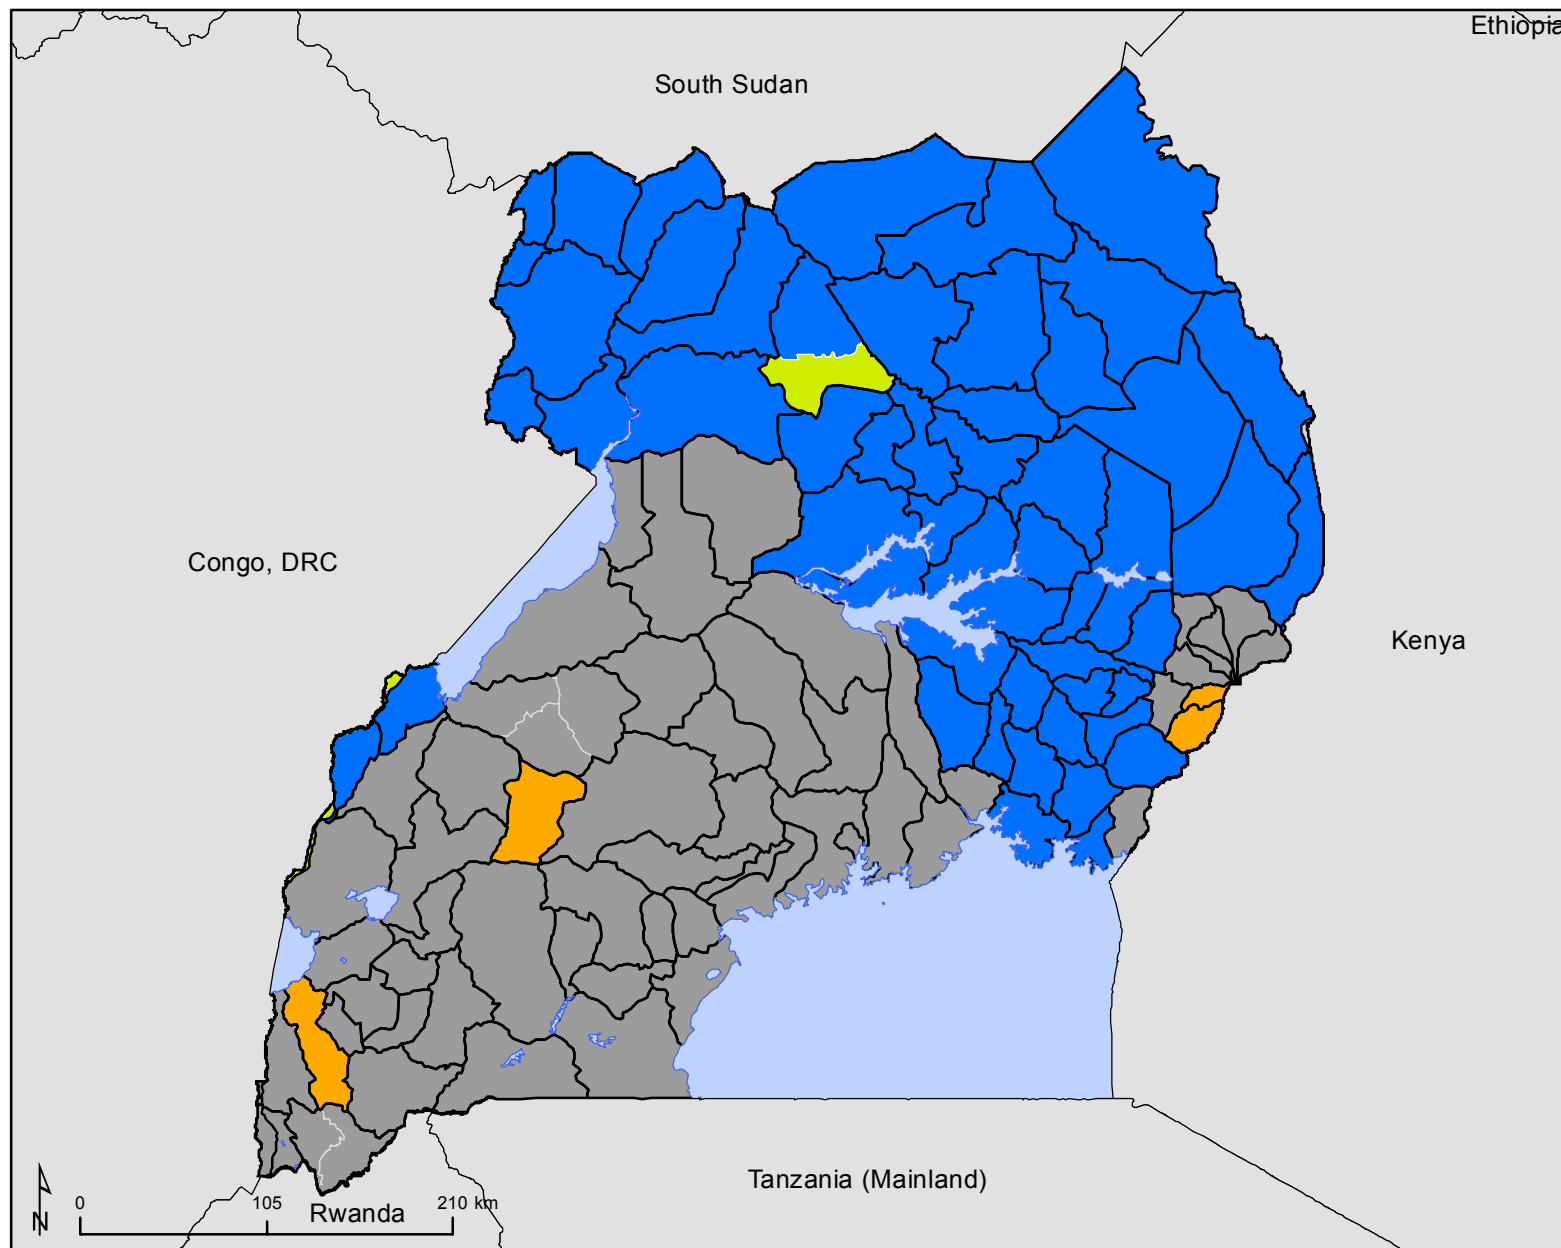 Ethiopia
South Sudan
Congo, DRC
Kenya
Tanzania (Mainland)
N
0 105 210 km
Rwanda